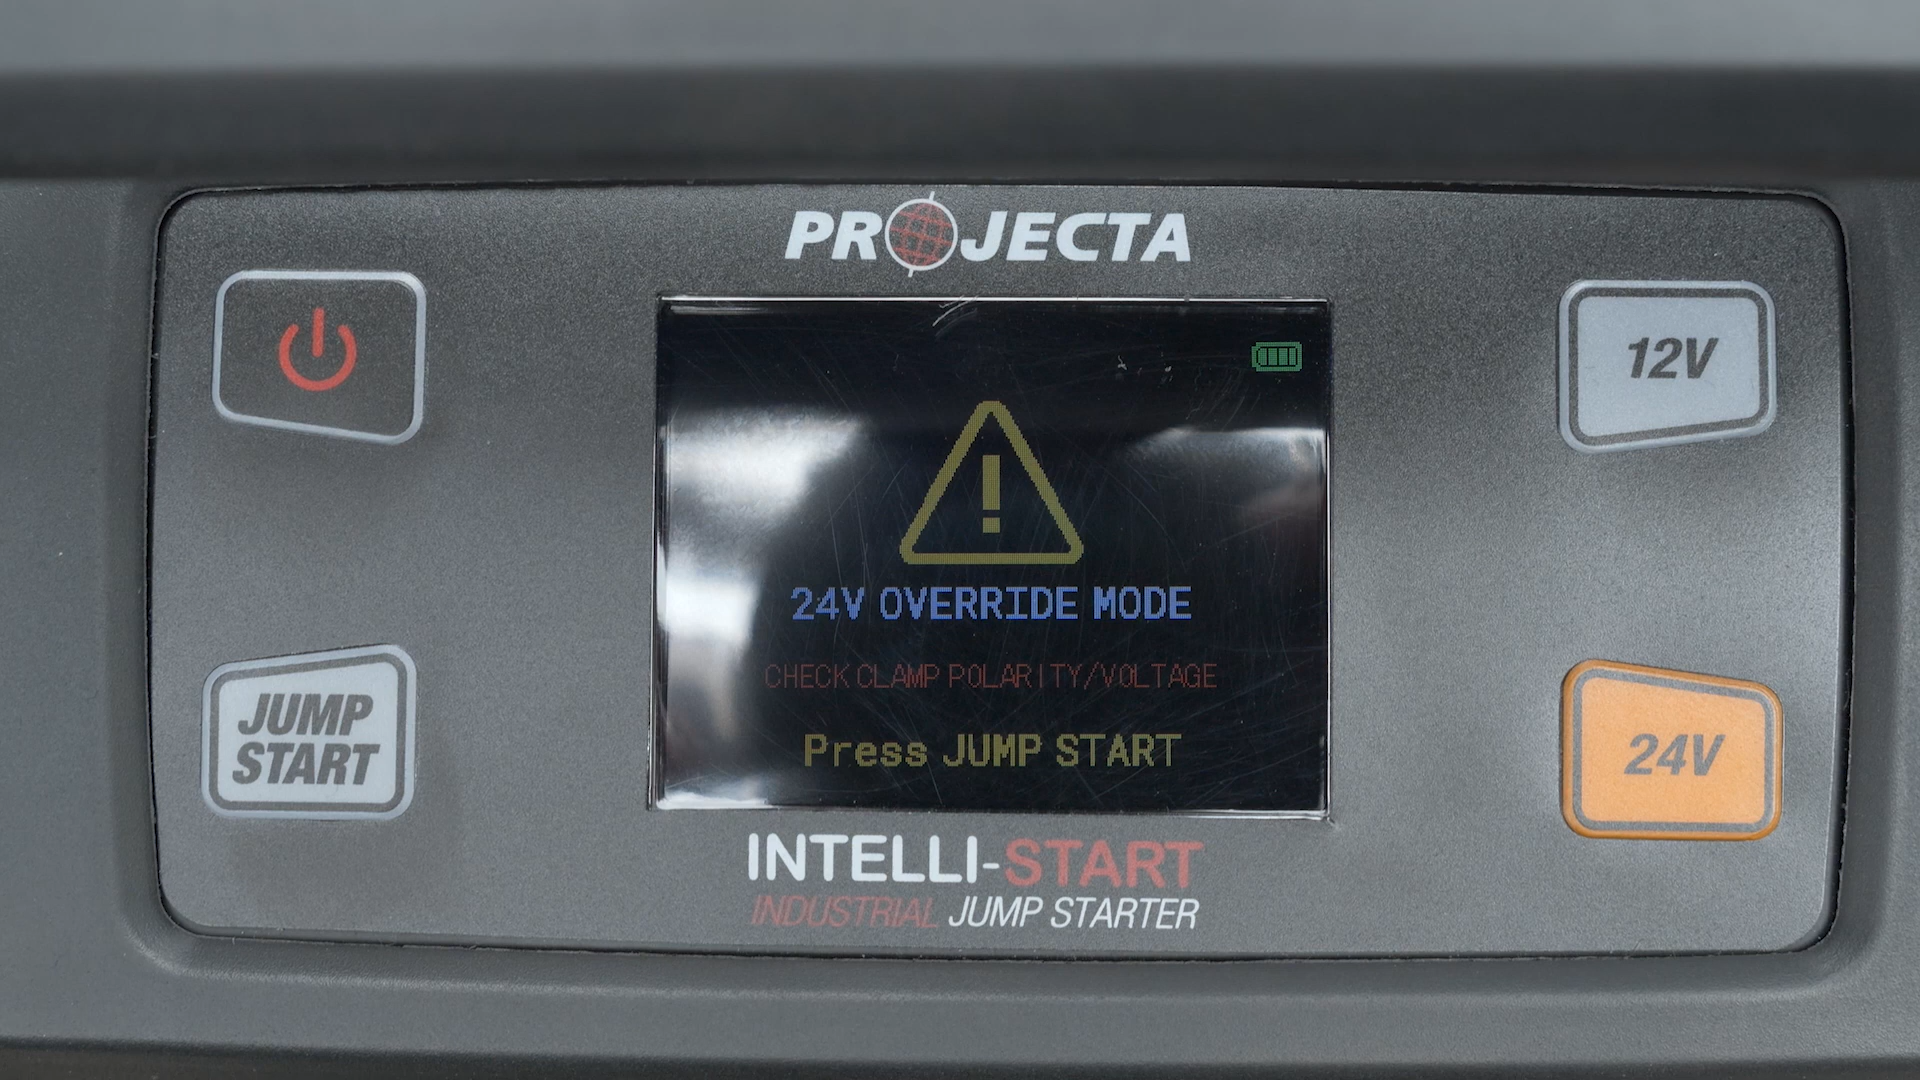 PROJECTA
12V
24V OVERRIDE MODE
CHECK CLAMP POLARITY/VOLTAGE
Press JUMP START
JUMP
START
24V
INTELLI-START
INDUSTRIAL JUMP STARTER